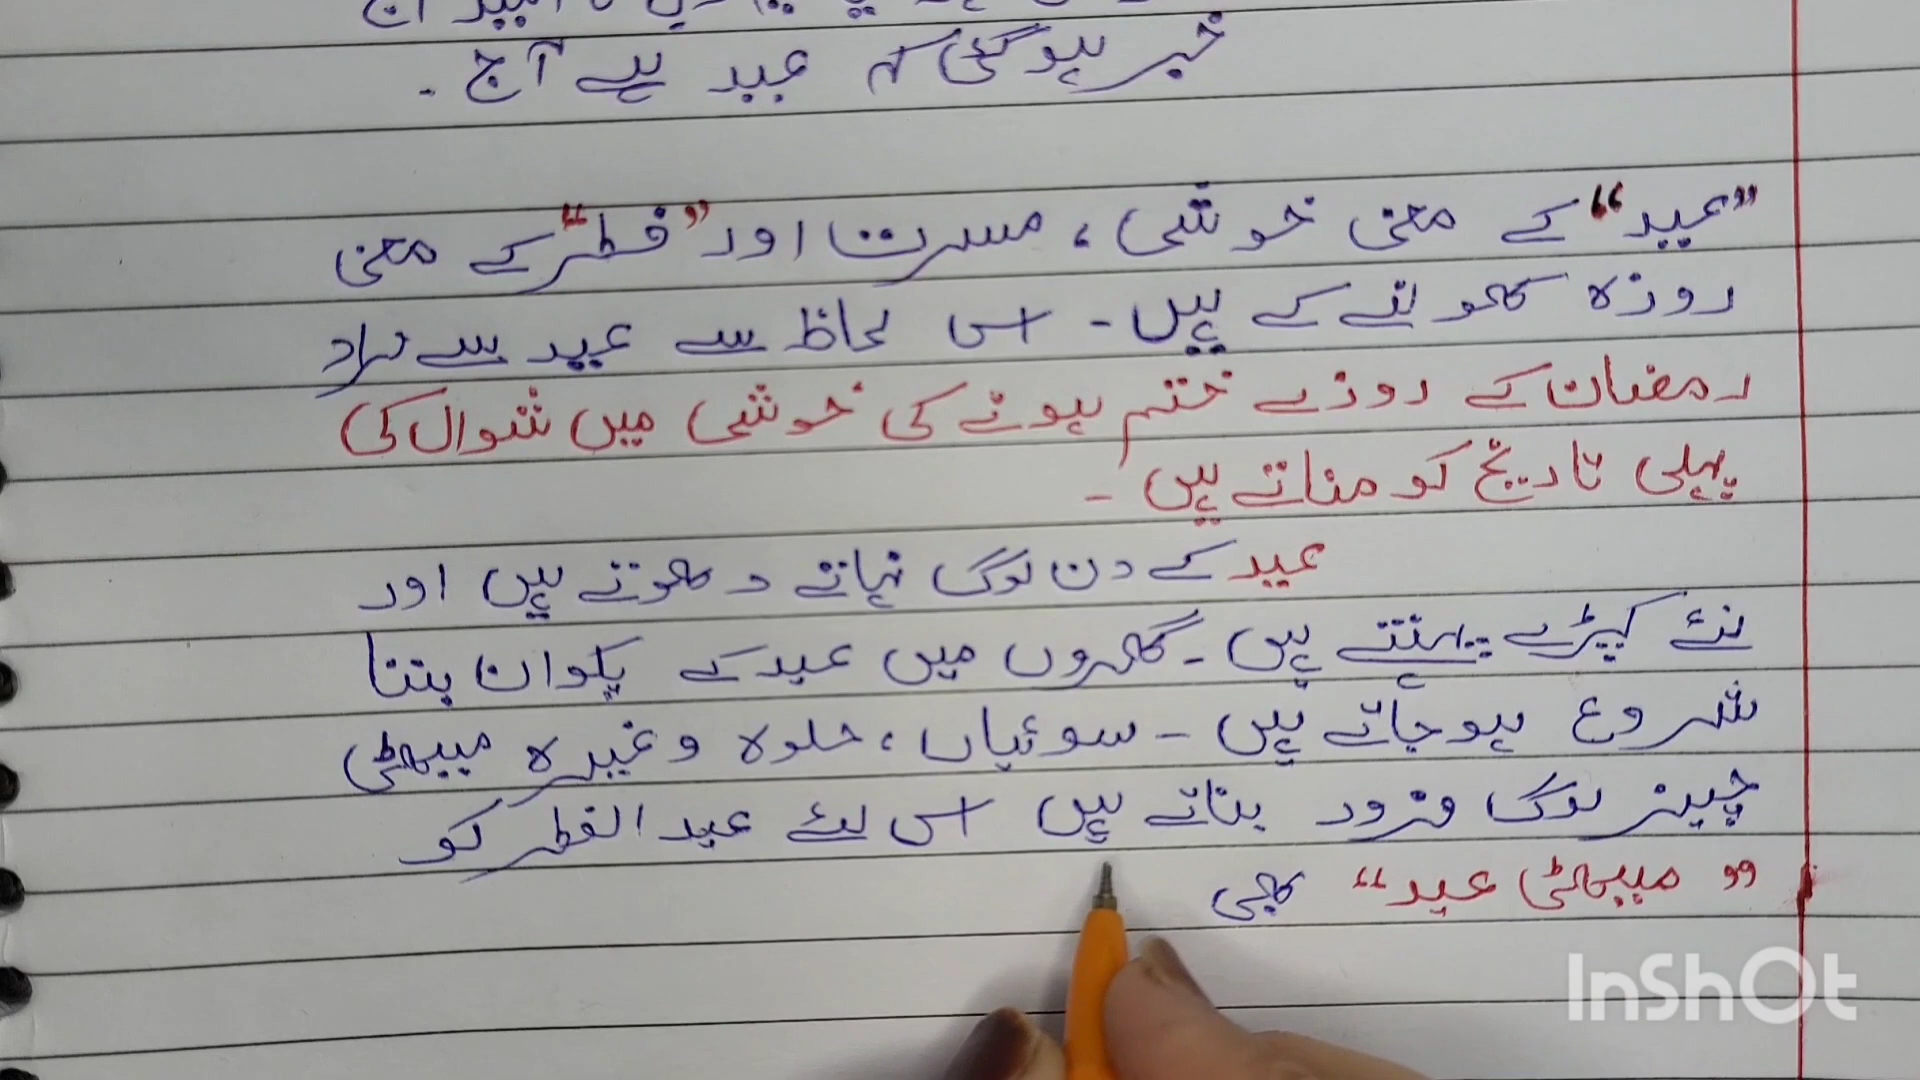 خبر ہوگئی کہ عید ہے آج ۔
”عید“ کے معنی خوشی، مسرت اور ”فطر“ کے معنی
روزہ کھولنے کے ہیں۔ اس لحاظ سے عید سے مراد
رمضان کے روزے ختم ہونے کی خوشی میں شوال کی
پہلی تاریخ کو مناتے ہیں ۔
عید کے دن لوگ نہاتے دھوتے ہیں اور
نئے کپڑے پہنتے ہیں۔ گھروں میں عید کے پکوان بننا
شروع ہوجاتے ہیں۔ سوئیاں، حلوہ وغیرہ میٹھی
چیز لوگ ضرور بناتے ہیں اس لئے عید الفطر کو
”میٹھی عید“ بھی
InShOt